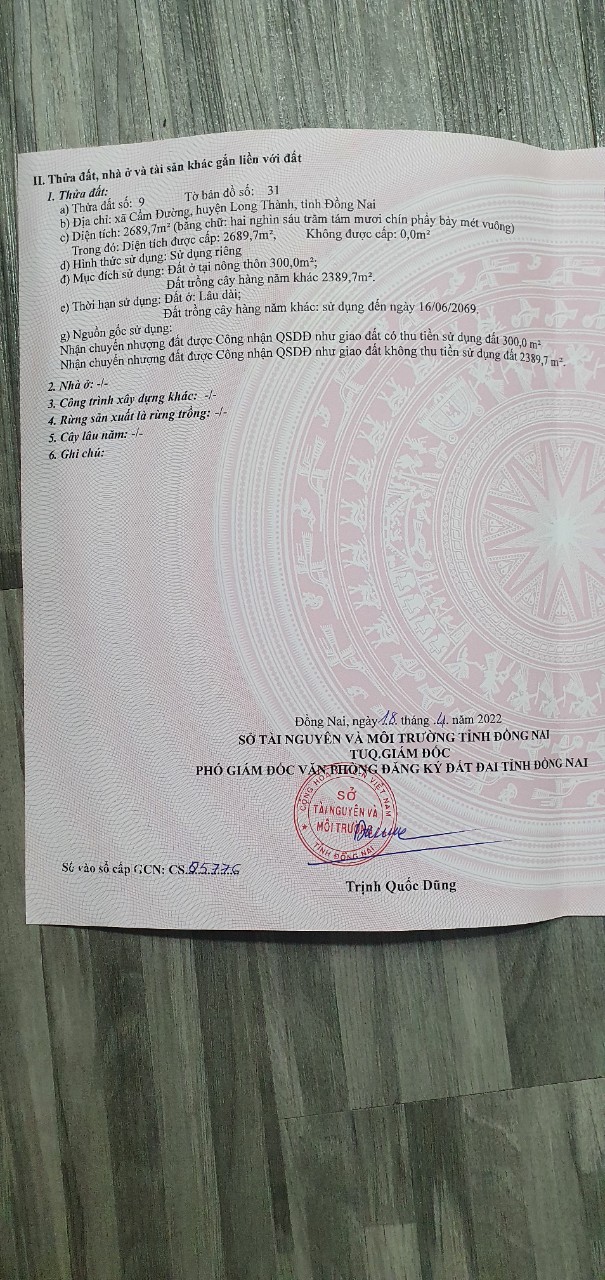 II. Thửa đất, nhà ở và tài sản khác gắn liền với đất
1. Thửa đất:
a) Thửa đất số: 9 Tờ bản đồ số: 31
b) Địa chỉ: xã Cẩm Đường, huyện Long Thành, tỉnh Đồng Nai
c) Diện tích: 2689,7m² (bằng chữ: hai nghìn sáu trăm tám mươi chín phẩy bảy mét vuông)
Trong đó: Diện tích được cấp: 2689,7m², Không được cấp: 0,0m²
d) Hình thức sử dụng: Sử dụng riêng
đ) Mục đích sử dụng: Đất ở tại nông thôn 300,0m²;
Đất trồng cây hàng năm khác 2389,7m².
e) Thời hạn sử dụng: Đất ở: Lâu dài;
Đất trồng cây hàng năm khác: sử dụng đến ngày 16/06/2069.
g) Nguồn gốc sử dụng:
Nhận chuyển nhượng đất được Công nhận QSDĐ như giao đất có thu tiền sử dụng đất 300,0 m²
Nhận chuyển nhượng đất được Công nhận QSDĐ như giao đất không thu tiền sử dụng đất 2389,7 m².
2. Nhà ở: -/-
3. Công trình xây dựng khác: -/-
4. Rừng sản xuất là rừng trồng: -/-
5. Cây lâu năm: -/-
6. Ghi chú:
Đồng Nai, ngày 18 tháng .4. năm 2022
SỞ TÀI NGUYÊN VÀ MÔI TRƯỜNG TỈNH ĐỒNG NAI
TUQ.GIÁM ĐỐC
PHÓ GIÁM ĐỐC VĂN PHÒNG ĐĂNG KÝ ĐẤT ĐAI TỈNH ĐỒNG NAI
SỞ
TÀI NGUYÊN VÀ
MÔI TRƯỜNG
TỈNH ĐỒNG NAI
Số vào sổ cấp GCN: CS.05776
Trịnh Quốc Dũng